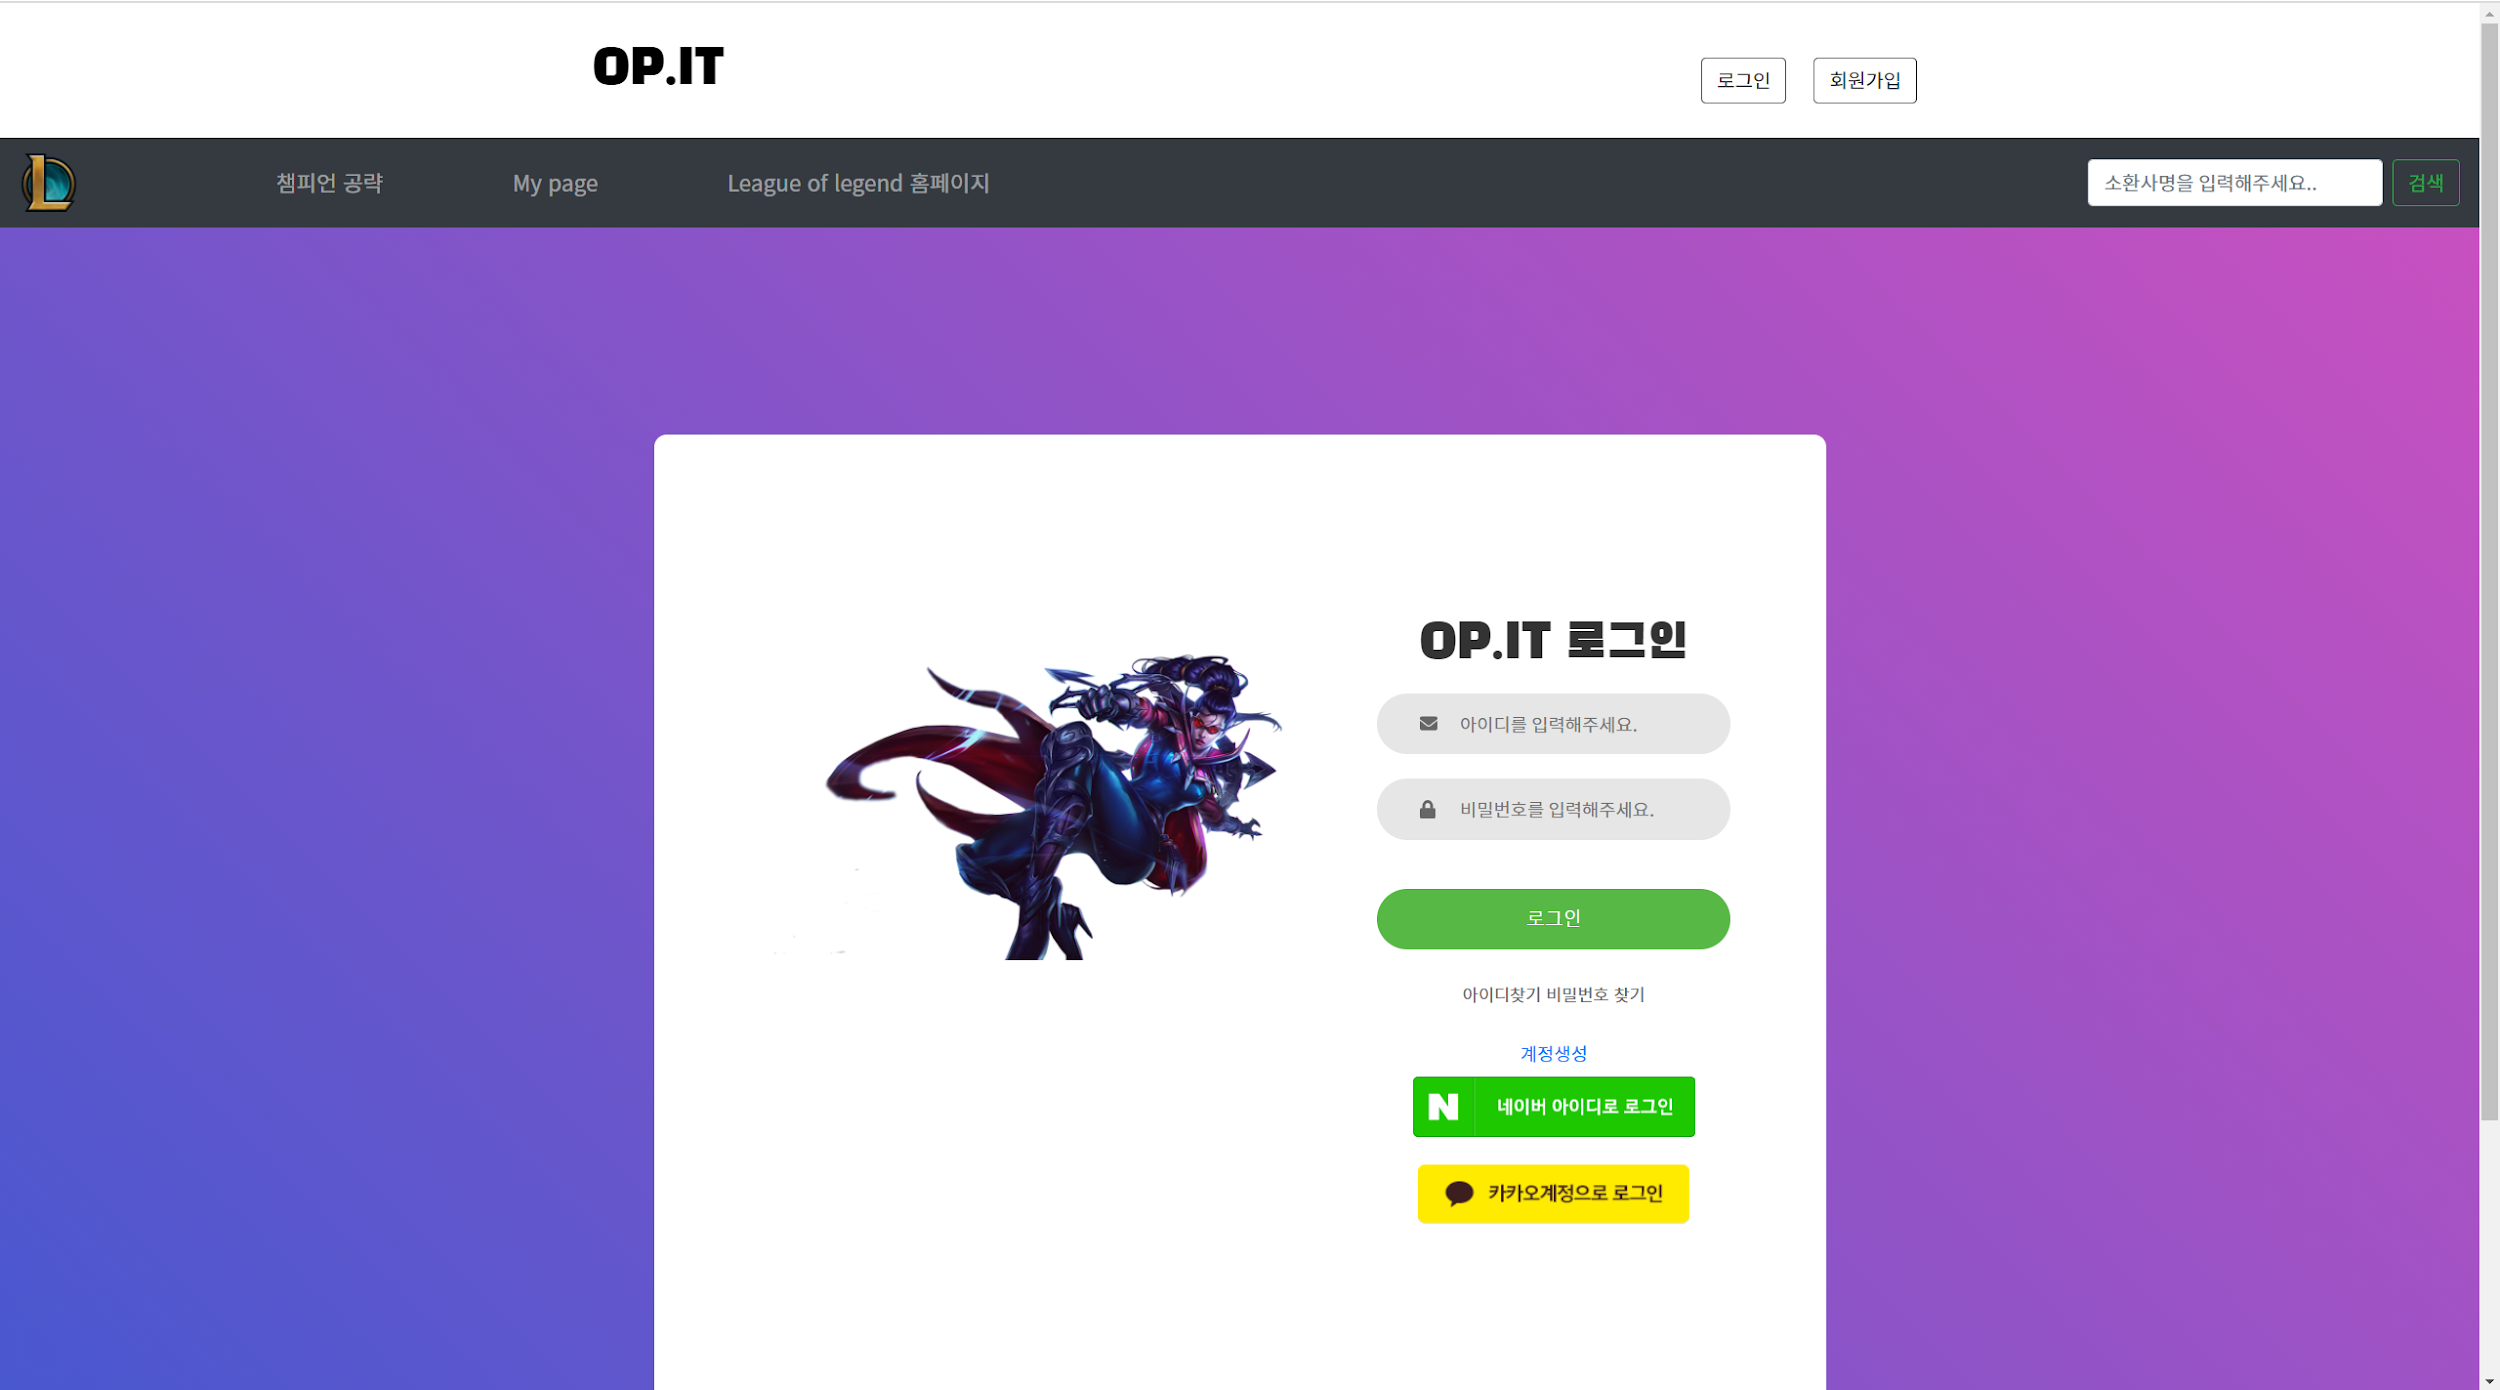 OP.IT
로그인 회원가입
챔피언 공략 My page League of legend 홈페이지 소환사명을 입력해주세요.. 검색
OP.IT 로그인
아이디를 입력해주세요.
비밀번호를 입력해주세요.
로그인
아이디찾기 비밀번호 찾기
계정생성
N 네이버 아이디로 로그인
카카오계정으로 로그인